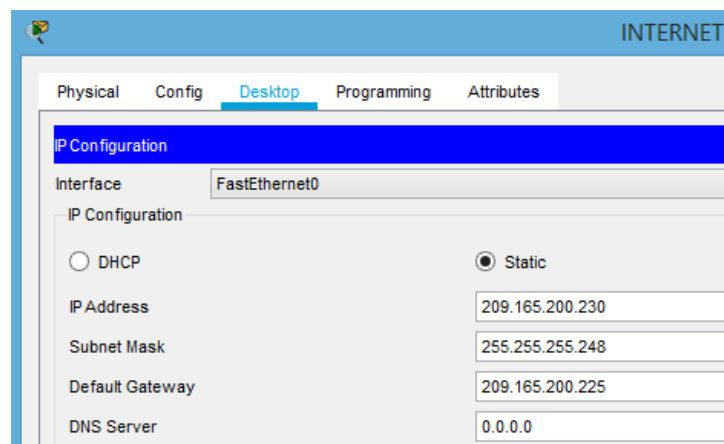 INTERNET
Physical Config Desktop Programming Attributes
IP Configuration
Interface FastEthernet0
IP Configuration
DHCP Static
IP Address 209.165.200.230
Subnet Mask 255.255.255.248
Default Gateway 209.165.200.225
DNS Server 0.0.0.0